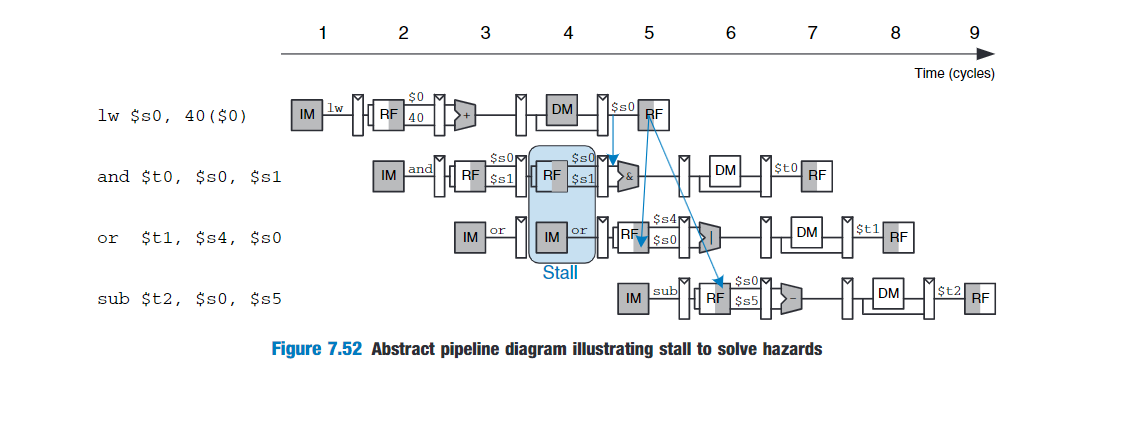 1 2 3 4 5 6 7 8 9
Time (cycles)
lw $s0, 40($0) IM lw RF $0 40 + DM $s0 RF
and $t0, $s0, $s1 IM and RF $s0 $s1 RF $s0 $s1 & DM $t0 RF
or $t1, $s4, $s0 IM or IM or RF $s4 $s0 | DM $t1 RF
Stall
sub $t2, $s0, $s5 IM sub RF $s0 $s5 - DM $t2 RF
Figure 7.52 Abstract pipeline diagram illustrating stall to solve hazards